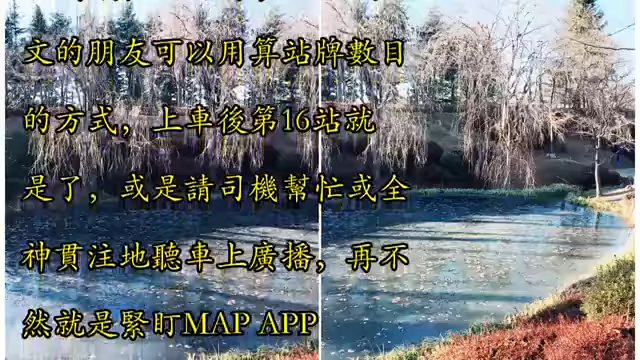 文的朋友可以用算站牌數目
的方式，上車後第16站就
是了，或是請司機幫忙或全
神貫注地聽車上廣播，再不
然就是緊盯MAP APP